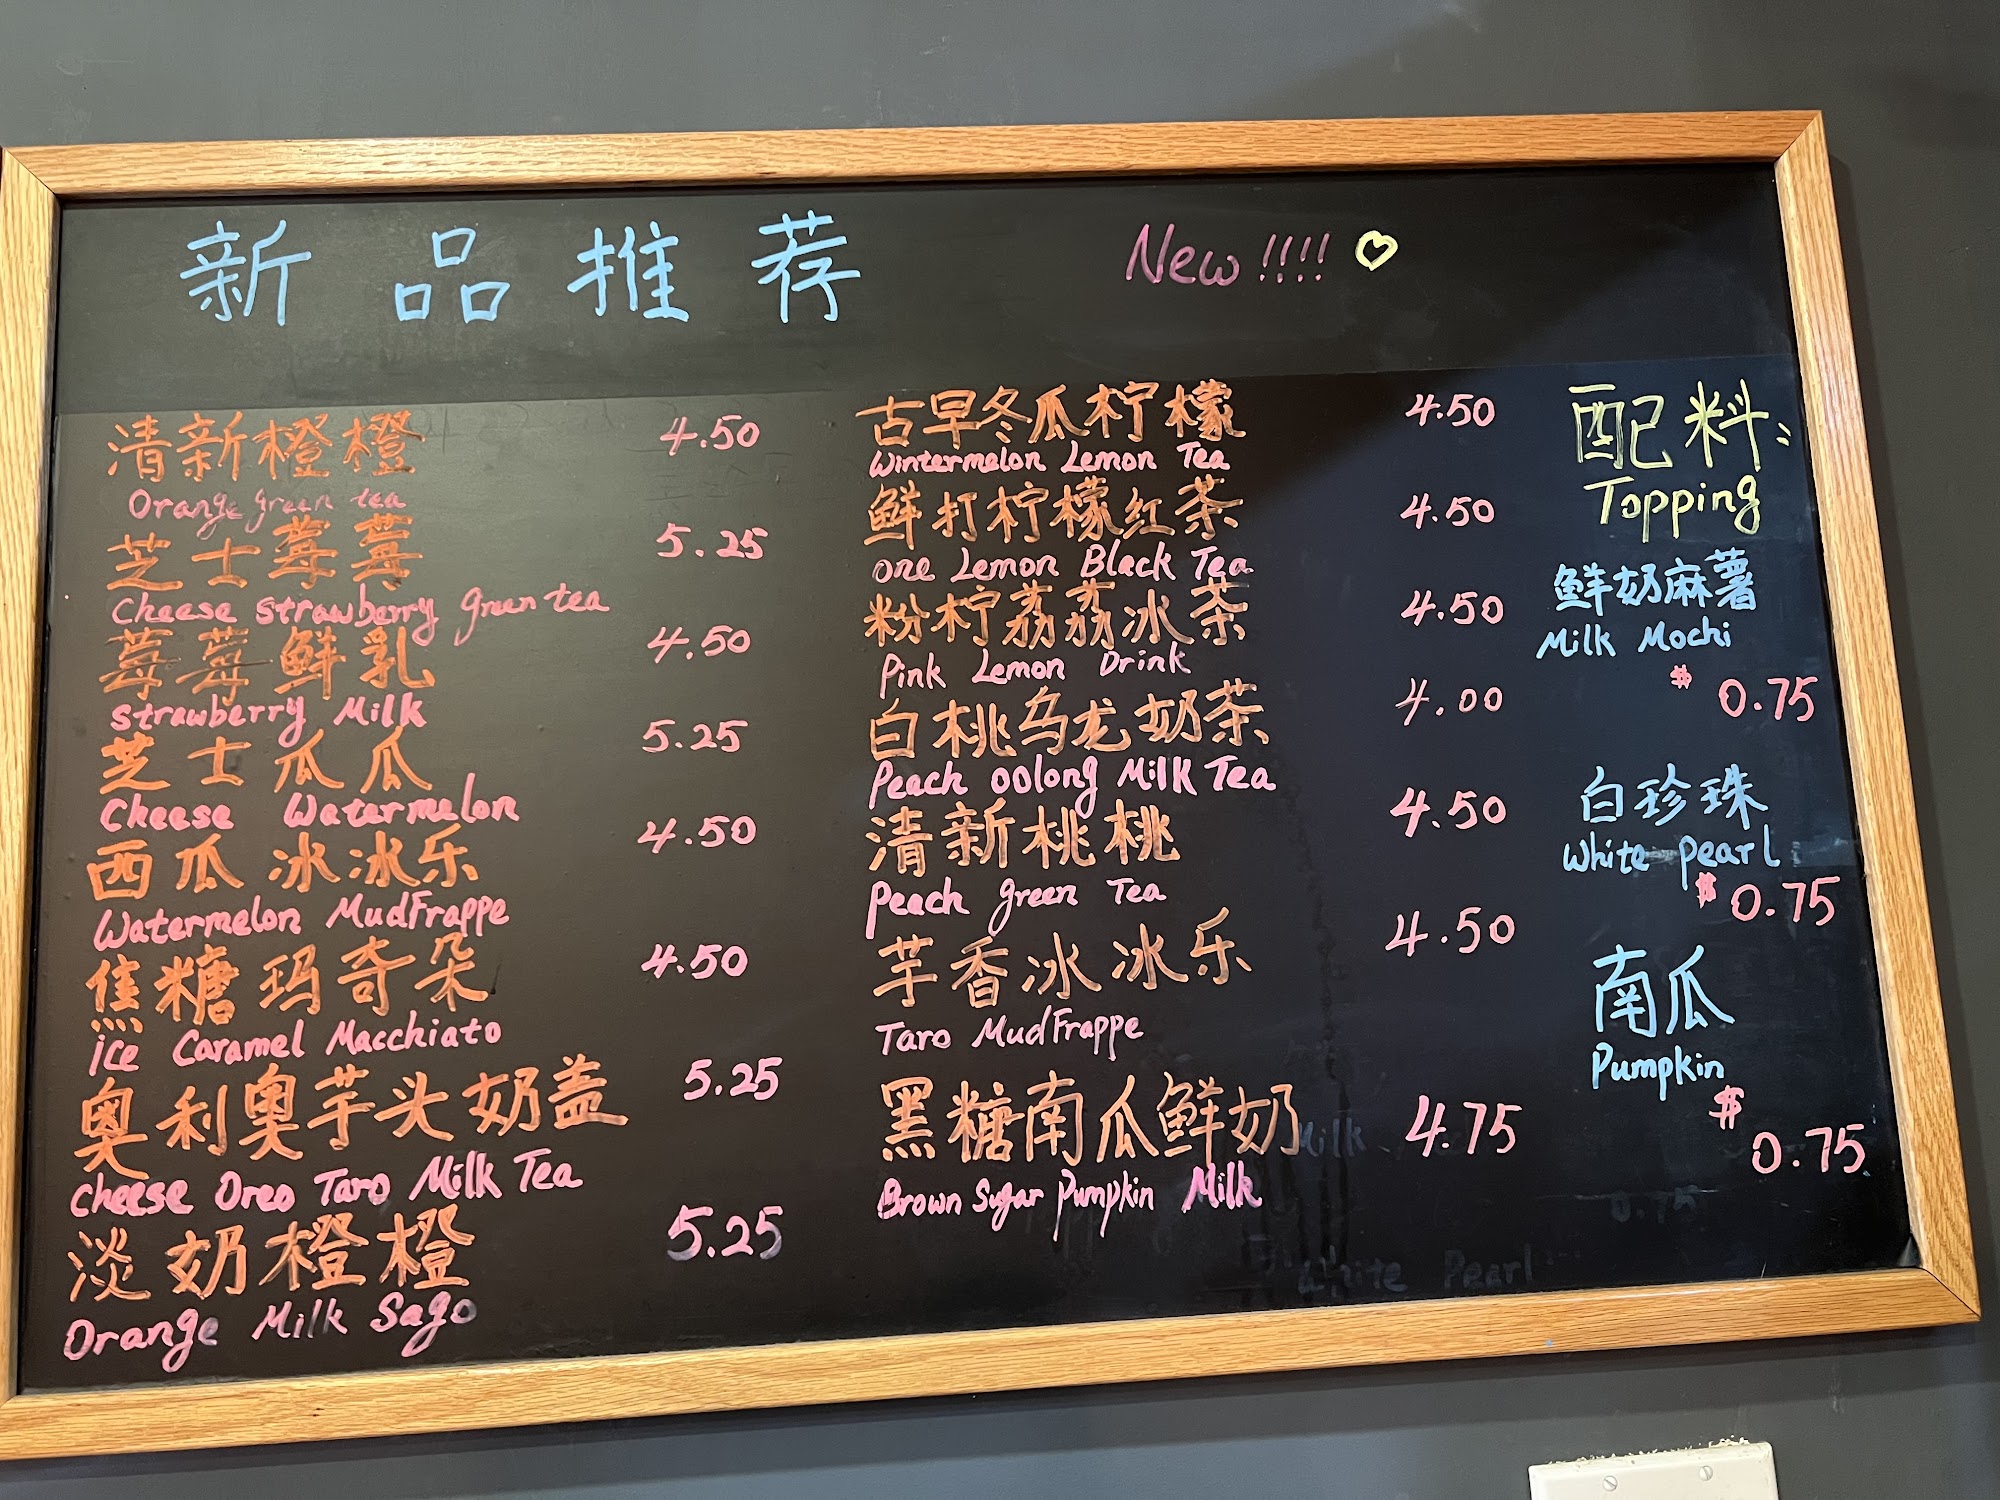 新品推荐
New!!!!
清新橙橙 4.50
Orange green tea
芝士莓莓 5.25
Cheese strawberry green tea
莓莓鲜乳 4.50
Strawberry Milk
芝士瓜瓜 5.25
Cheese Watermelon
西瓜冰冰乐 4.50
Watermelon MudFrappe
焦糖玛奇朵 4.50
ice Caramel Macchiato
奥利奥芋头奶盖 5.25
Cheese Oreo Taro Milk Tea
淡奶橙橙 5.25
Orange Milk Sago
古早冬瓜柠檬 4.50
Wintermelon Lemon Tea
鲜打柠檬红茶 4.50
one Lemon Black Tea
粉柠荔荔冰茶 4.50
Pink Lemon Drink
白桃乌龙奶茶 4.00
Peach oolong Milk Tea
清新桃桃 4.50
Peach green Tea
芋香冰冰乐 4.50
Taro MudFrappe
黑糖南瓜鲜奶 4.75
Brown Sugar Pumpkin Milk
配料:
Topping
鲜奶麻薯
Milk Mochi
$ 0.75
白珍珠
White pearl
$ 0.75
南瓜
Pumpkin
$ 0.75
Milk
0.75
White Pearl